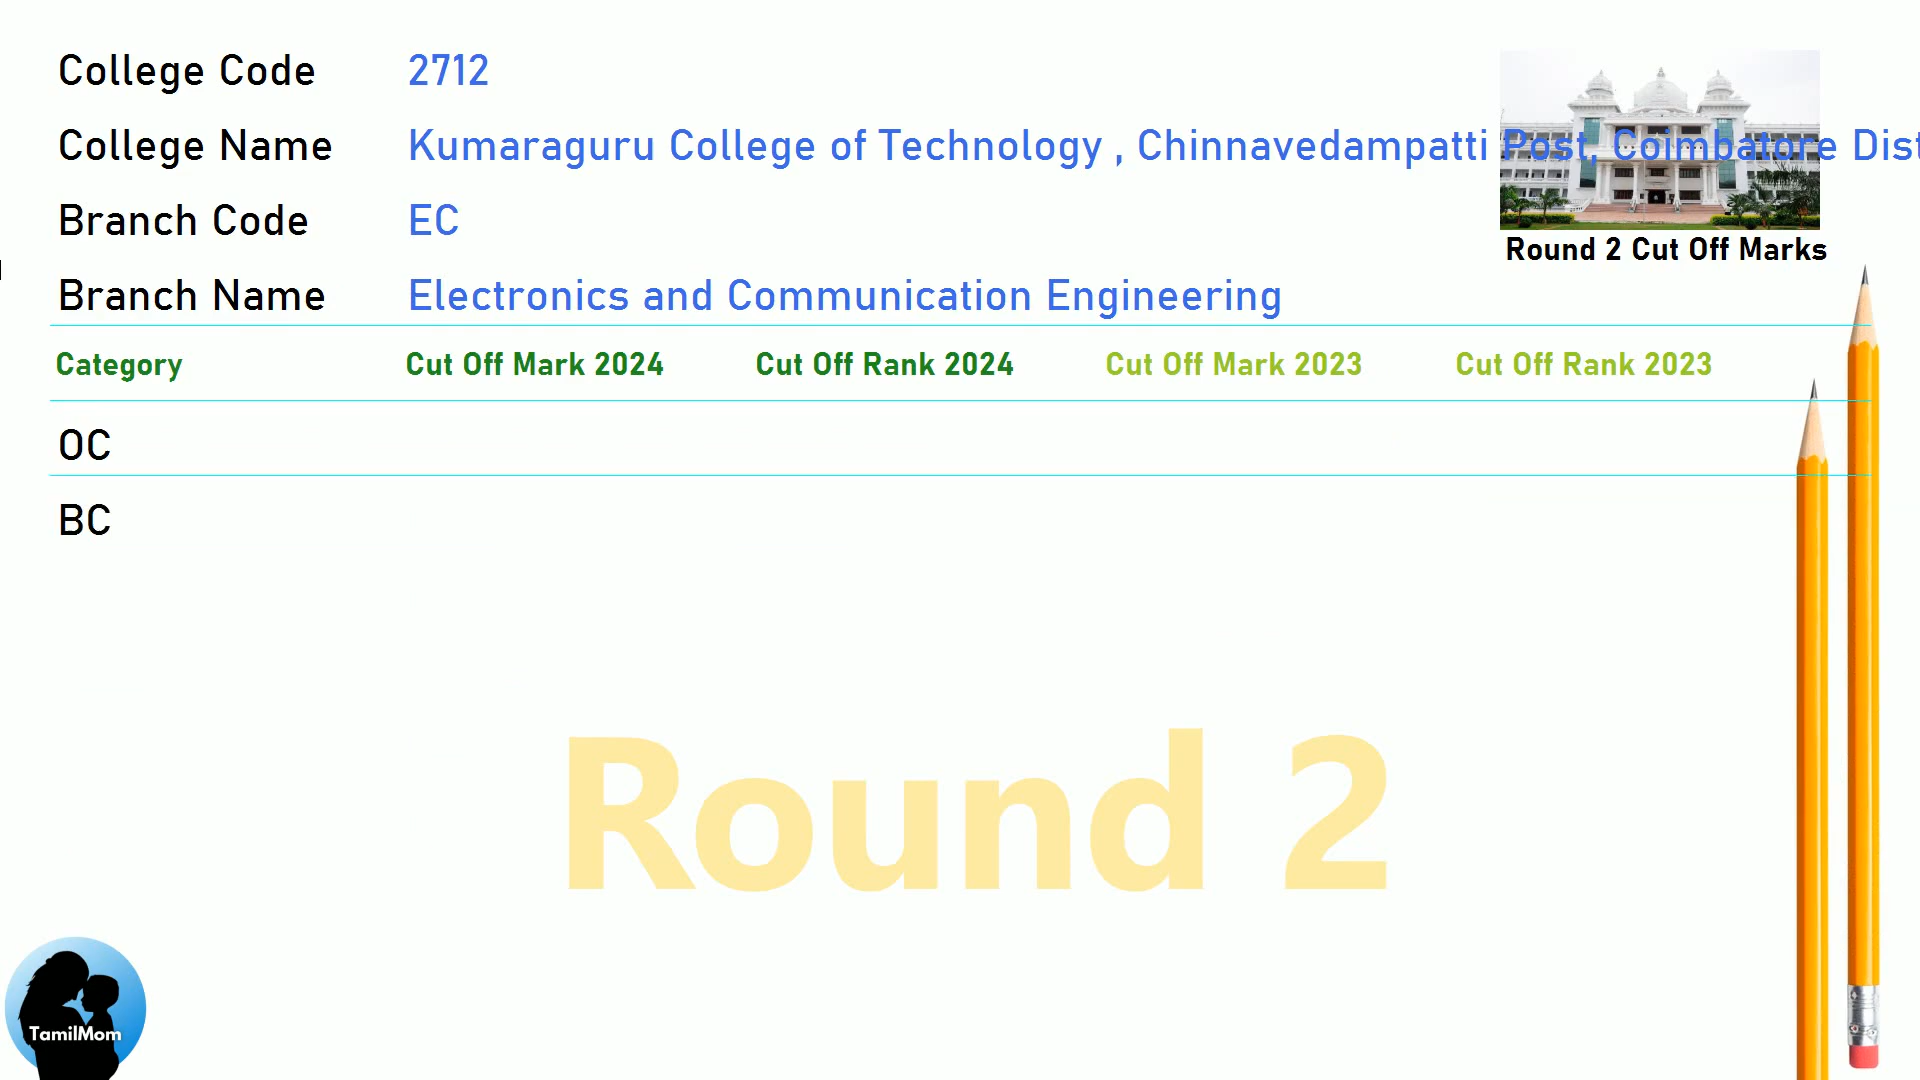 College Code 2712
College Name Kumaraguru College of Technology , Chinnavedampatti Post, Coimbatore Dist
Branch Code EC
Round 2 Cut Off Marks
Branch Name Electronics and Communication Engineering
Category Cut Off Mark 2024 Cut Off Rank 2024 Cut Off Mark 2023 Cut Off Rank 2023
OC
BC
Round 2
TamilMom